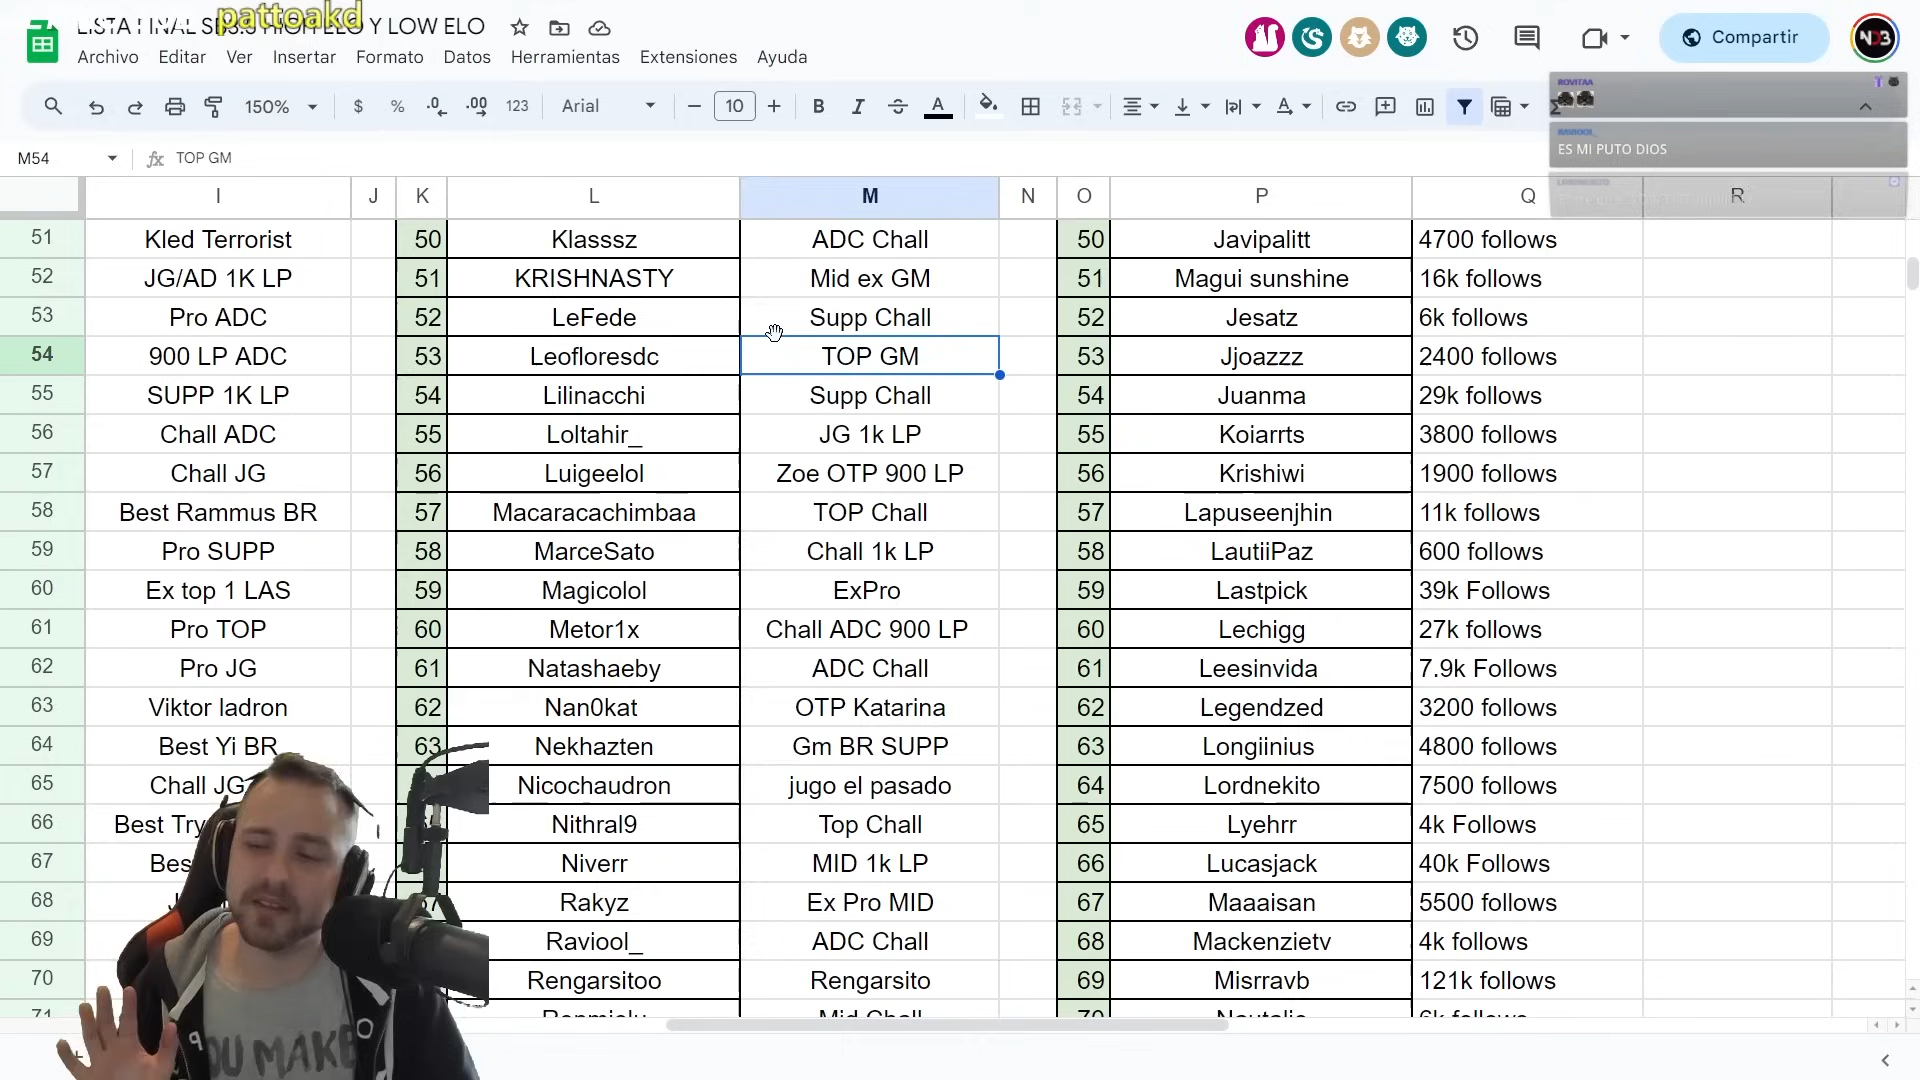 pattoakd
Y LOW ELO
Archivo Editar Ver Insertar Formato Datos Herramientas Extensiones Ayuda
Compartir
NDB
150% $ % .0 .00 123 Arial 10 B I A
ROVITAA
RAVIOOL_
ES MI PUTO DIOS
M54 fx TOP GM
I J K L M N O P Q R
51 Kled Terrorist 50 Klasssz ADC Chall 50 Javipalitt 4700 follows
52 JG/AD 1K LP 51 KRISHNASTY Mid ex GM 51 Magui sunshine 16k follows
53 Pro ADC 52 LeFede Supp Chall 52 Jesatz 6k follows
54 900 LP ADC 53 Leofloresdc TOP GM 53 Jjoazzz 2400 follows
55 SUPP 1K LP 54 Lilinacchi Supp Chall 54 Juanma 29k follows
56 Chall ADC 55 Loltahir_ JG 1k LP 55 Koiarrts 3800 follows
57 Chall JG 56 Luigeelol Zoe OTP 900 LP 56 Krishiwi 1900 follows
58 Best Rammus BR 57 Macaracachimbaa TOP Chall 57 Lapuseenjhin 11k follows
59 Pro SUPP 58 MarceSato Chall 1k LP 58 LautiiPaz 600 follows
60 Ex top 1 LAS 59 Magicolol ExPro 59 Lastpick 39k Follows
61 Pro TOP 60 Metor1x Chall ADC 900 LP 60 Lechigg 27k follows
62 Pro JG 61 Natashaeby ADC Chall 61 Leesinvida 7.9k Follows
63 Viktor ladron 62 Nan0kat OTP Katarina 62 Legendzed 3200 follows
64 Best Yi BR 63 Nekhazten Gm BR SUPP 63 Longiinius 4800 follows
65 Chall JG Nicochaudron jugo el pasado 64 Lordnekito 7500 follows
66 Best Try Nithral9 Top Chall 65 Lyehrr 4k Follows
67 Bes Niverr MID 1k LP 66 Lucasjack 40k Follows
68 Rakyz Ex Pro MID 67 Maaaisan 5500 follows
69 Raviool_ ADC Chall 68 Mackenzietv 4k follows
70 Rengarsitoo Rengarsito 69 Misrravb 121k follows
71 Mid Chall 70 6k follows
OU MAKE